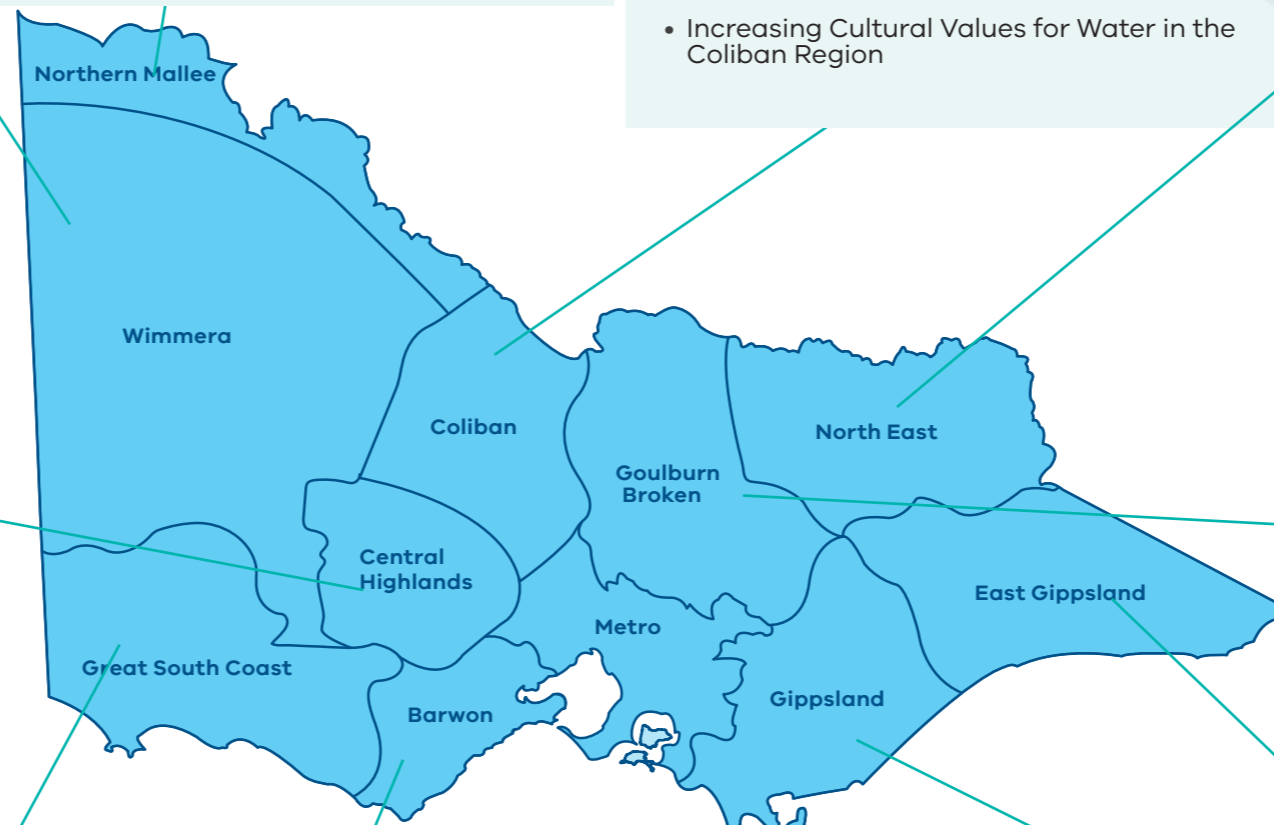 • Increasing Cultural Values for Water in the
Coliban Region
Northern Mallee
Wimmera
Coliban
North East
Goulburn
Broken
Central
Highlands
East Gippsland
Metro
Great South Coast
Gippsland
Barwon